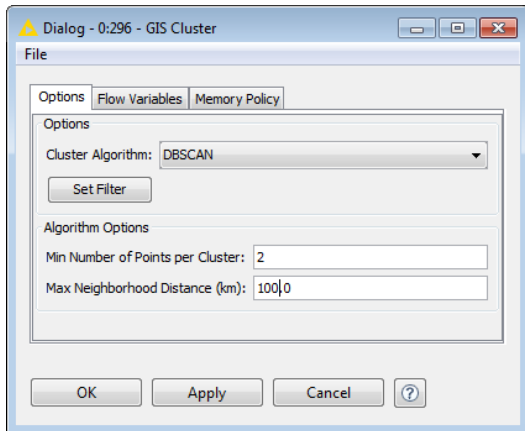 Dialog - 0:296 - GIS Cluster
File
Options Flow Variables Memory Policy
Options
Cluster Algorithm: DBSCAN
Set Filter
Algorithm Options
Min Number of Points per Cluster: 2
Max Neighborhood Distance (km): 100.0
OK Apply Cancel ?